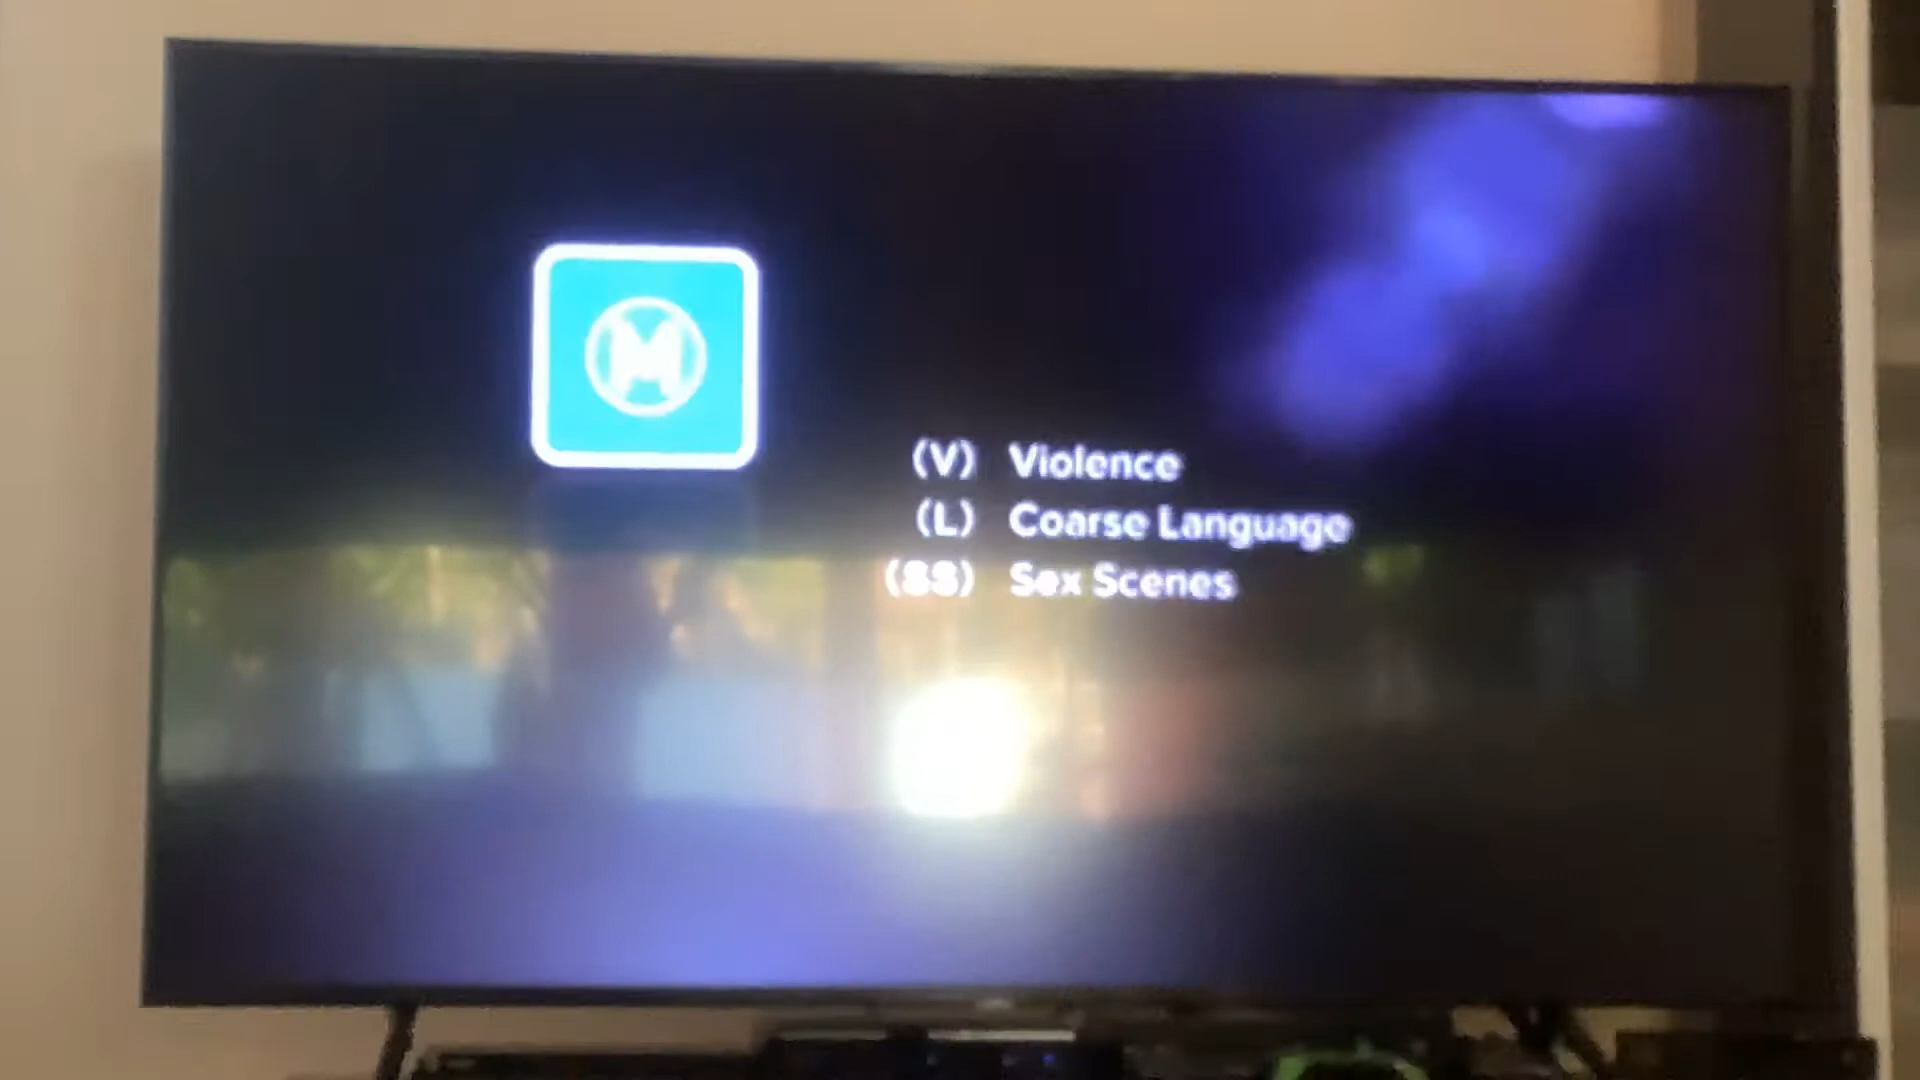 M
(V) Violence
(L) Coarse Language
(SS) Sex Scenes